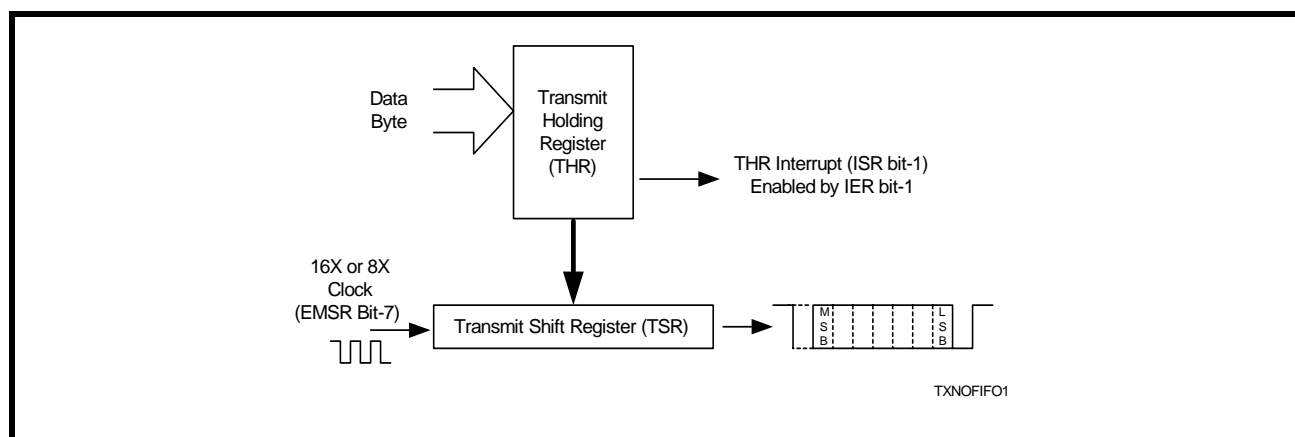 Data
Byte
Transmit
Holding
Register
(THR)
THR Interrupt (ISR bit-1)
Enabled by IER bit-1
16X or 8X
Clock
(EMSR Bit-7)
Transmit Shift Register (TSR)
M
S
B
L
S
B
TXNOFIFO1